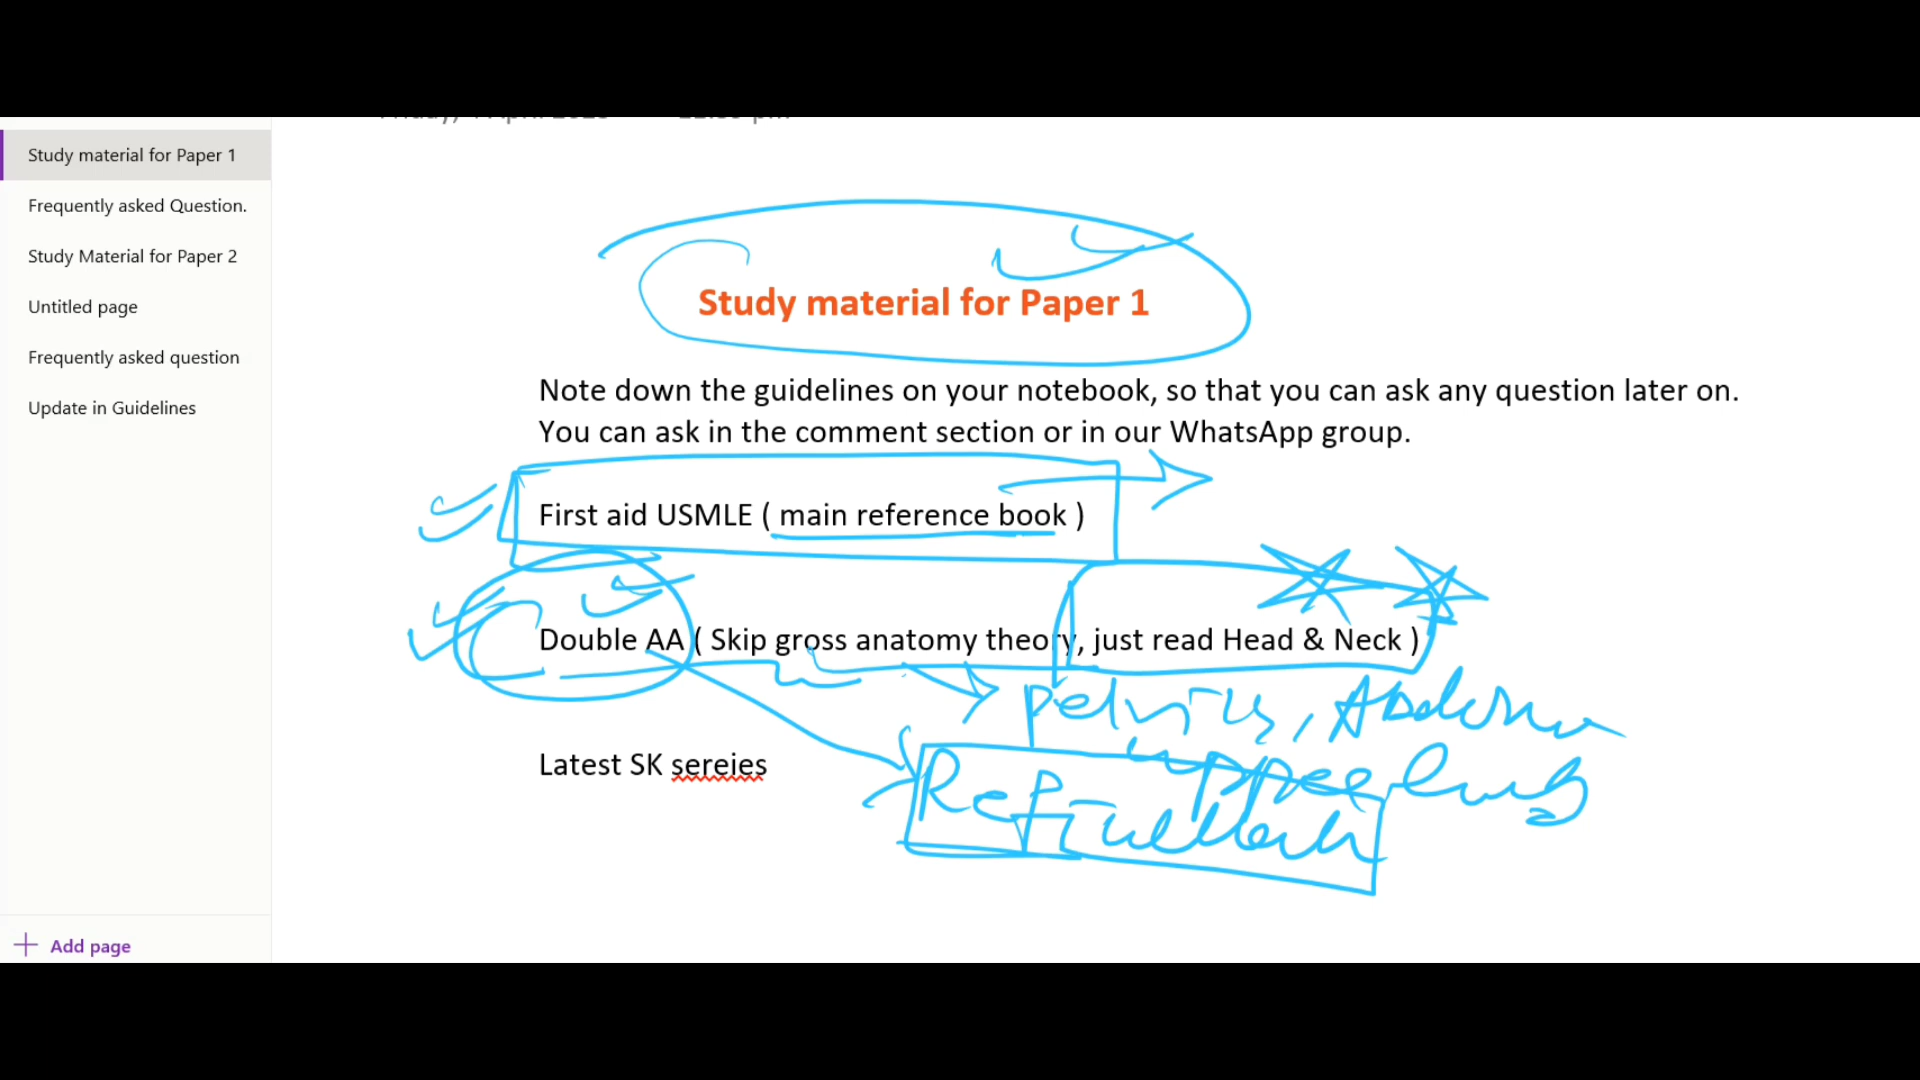 Study material for Paper 1
Frequently asked Question.
Study Material for Paper 2
Untitled page
Frequently asked question
Update in Guidelines
Add page
Study material for Paper 1
Note down the guidelines on your notebook, so that you can ask any question later on.
You can ask in the comment section or in our WhatsApp group.
First aid USMLE ( main reference book )
Double AA ( Skip gross anatomy theory, just read Head & Neck )
Latest SK sereies